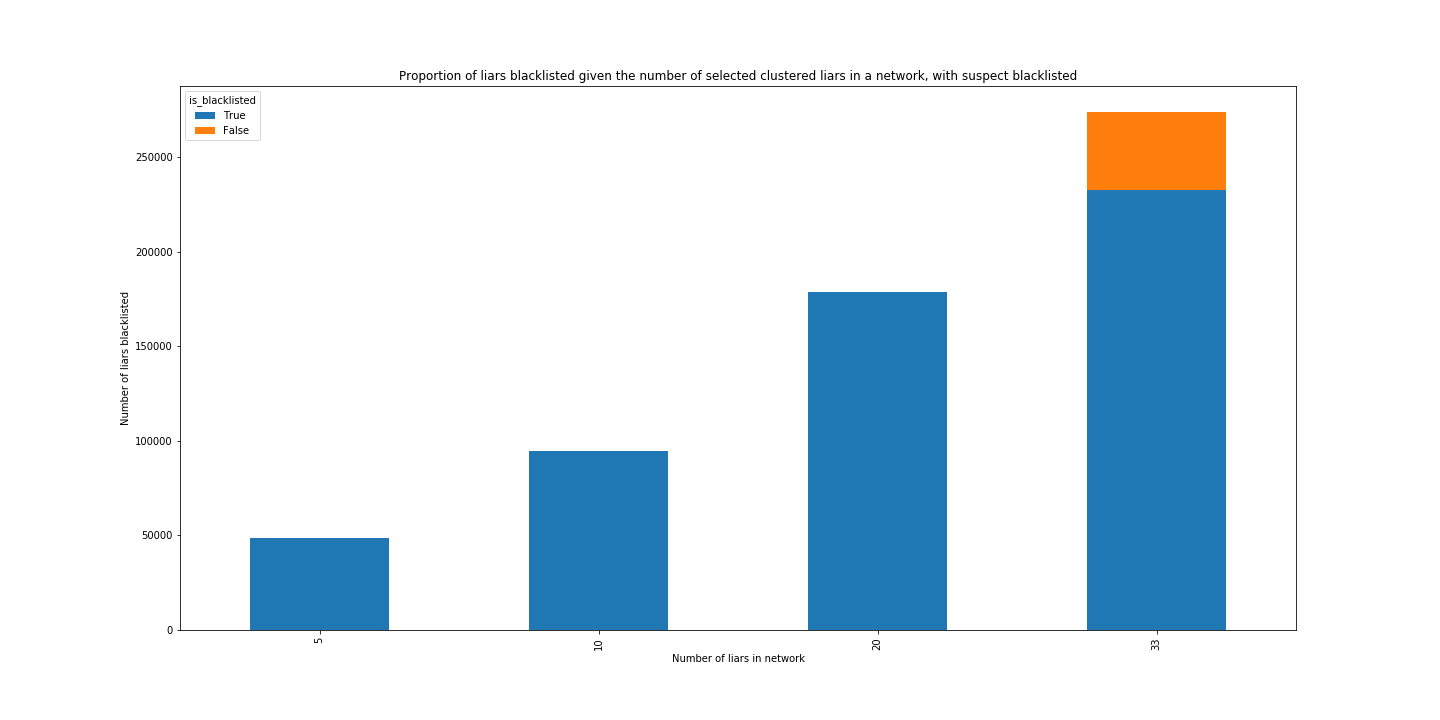 Proportion of liars blacklisted given the number of selected clustered liars in a network, with suspect blacklisted
is_blacklisted
True
False
250000
200000
150000
100000
50000
0
Number of liars blacklisted
5
10
20
33
Number of liars in network